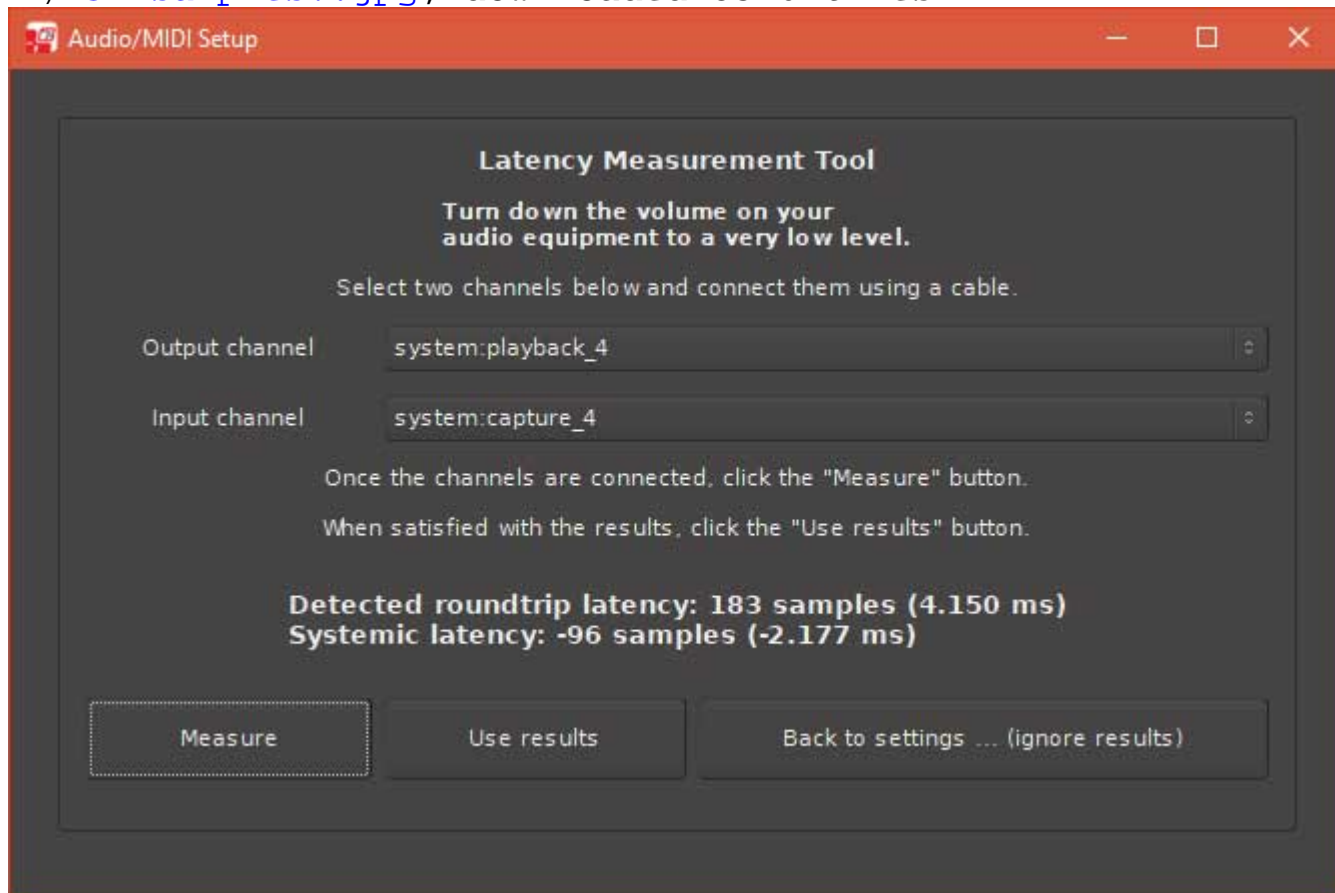 Audio/MIDI Setup
Latency Measurement Tool
Turn down the volume on your
audio equipment to a very low level.
Select two channels below and connect them using a cable.
Output channel system:playback_4
Input channel system:capture_4
Once the channels are connected, click the "Measure" button.
When satisfied with the results, click the "Use results" button.
Detected roundtrip latency: 183 samples (4.150 ms)
Systemic latency: -96 samples (-2.177 ms)
Measure Use results Back to settings ... (ignore results)